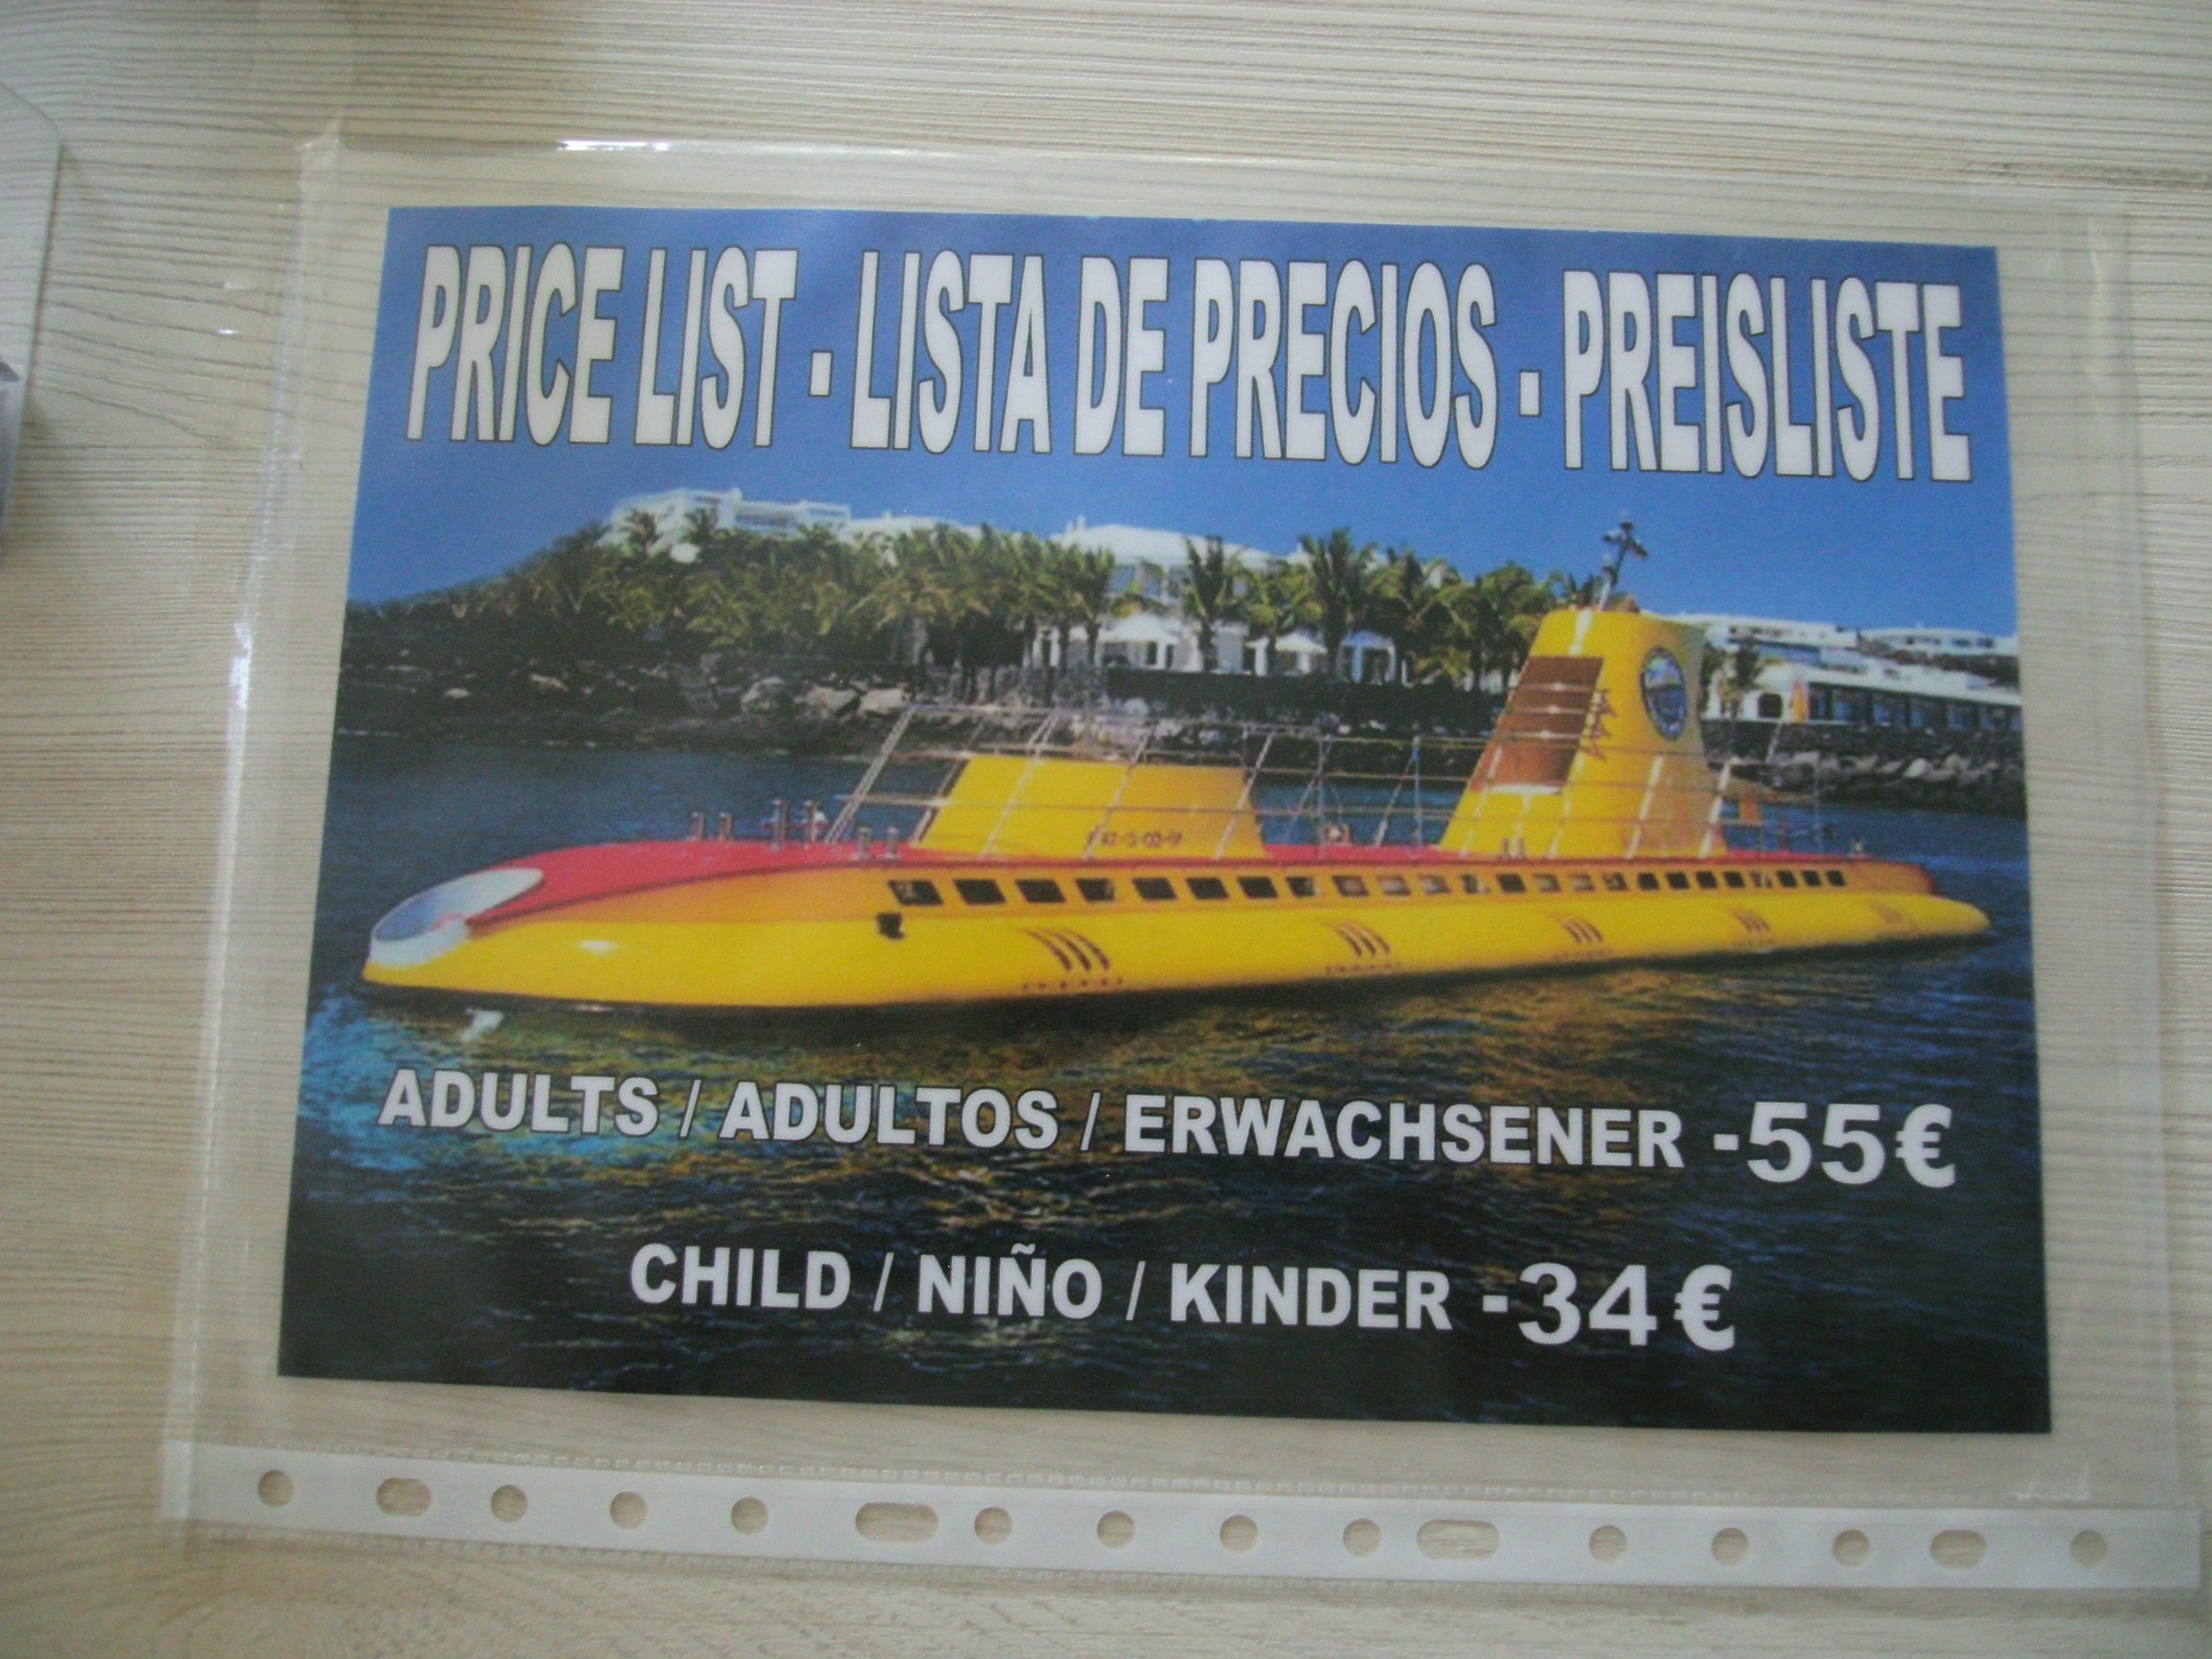 PRICE LIST - LISTA DE PRECIOS - PREISLISTE
ADULTS / ADULTOS / ERWACHSENER -55€
CHILD / NIÑO / KINDER -34€